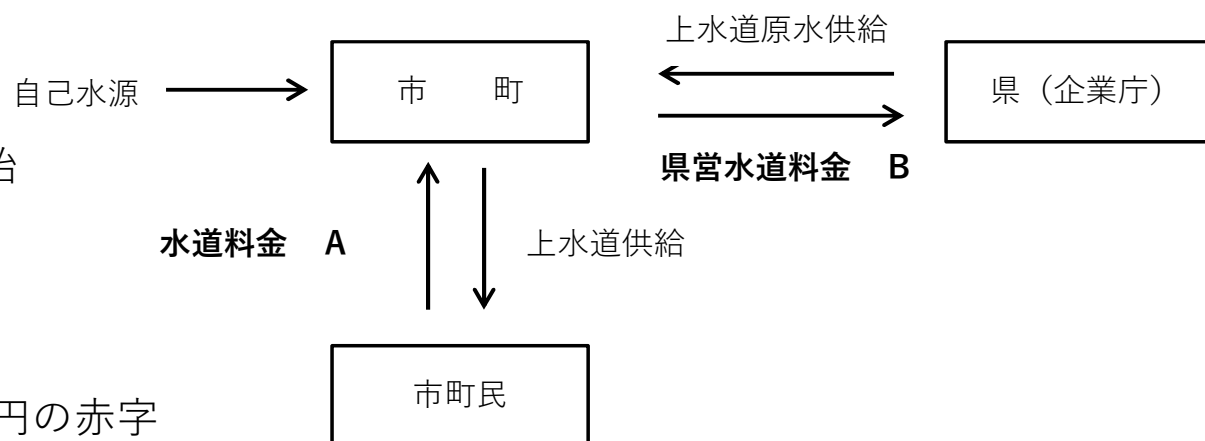 上水道原水供給
自己水源
市　　町
県（企業庁）
治
県営水道料金　B
水道料金　A
上水道供給
市町民
円の赤字